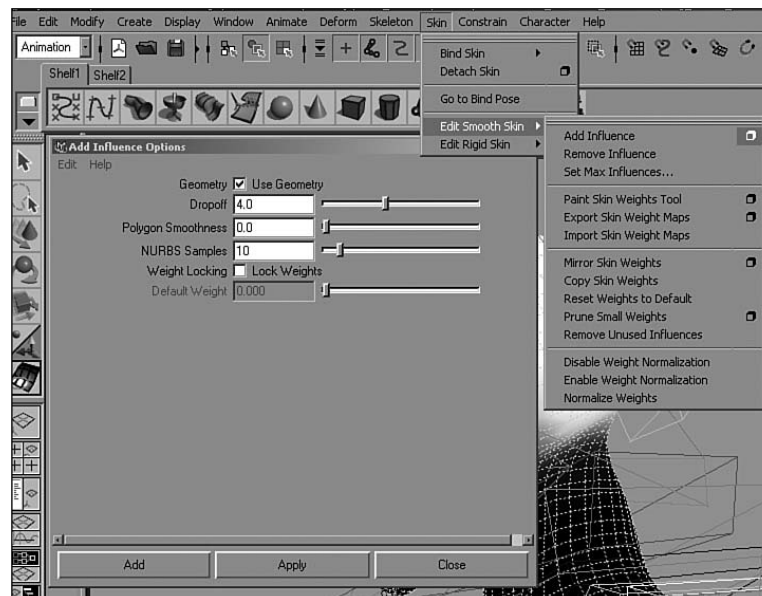 File Edit Modify Create Display Window Animate Deform Skeleton Skin Constrain Character Help
Animation
Shelf1 Shelf2
Bind Skin
Detach Skin
Go to Bind Pose
Edit Smooth Skin
Edit Rigid Skin
Add Influence
Remove Influence
Set Max Influences...
Paint Skin Weights Tool
Export Skin Weight Maps
Import Skin Weight Maps
Mirror Skin Weights
Copy Skin Weights
Reset Weights to Default
Prune Small Weights
Remove Unused Influences
Disable Weight Normalization
Enable Weight Normalization
Normalize Weights
Add Influence Options
Edit Help
Geometry Use Geometry
Dropoff 4.0
Polygon Smoothness 0.0
NURBS Samples 10
Weight Locking Lock Weights
Default Weight 0.000
Add Apply Close